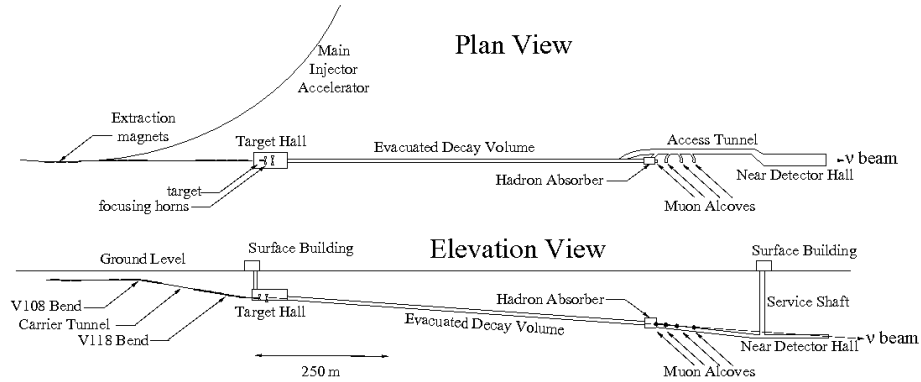 Plan View
Main
Injector
Accelerator
Extraction
magnets
Target Hall
Evacuated Decay Volume
Access Tunnel
ν beam
Hadron Absorber
Near Detector Hall
target
focusing horns
Muon Alcoves
Elevation View
Ground Level
Surface Building
Surface Building
V108 Bend
Carrier Tunnel
V118 Bend
Target Hall
Hadron Absorber
Service Shaft
Evacuated Decay Volume
Near Detector Hall
ν beam
250 m
Muon Alcoves